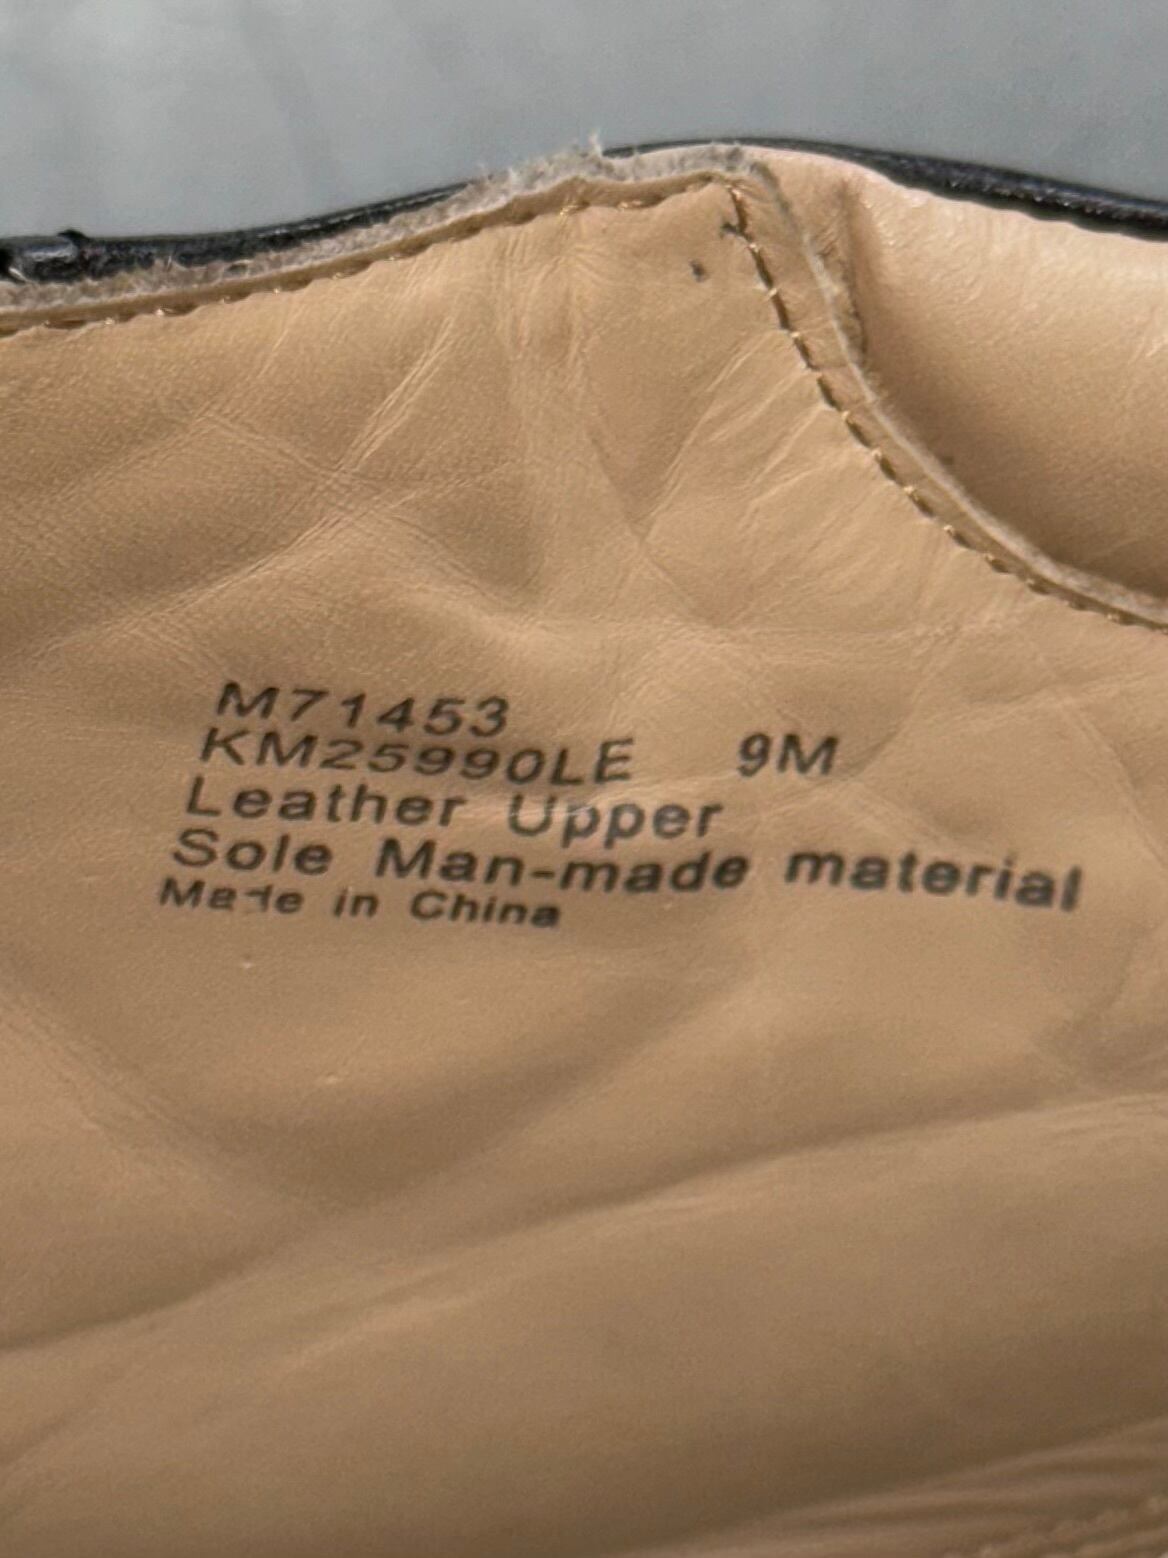 M71453
KM25990LE 9M
Leather Upper
Sole Man-made material
Made in China